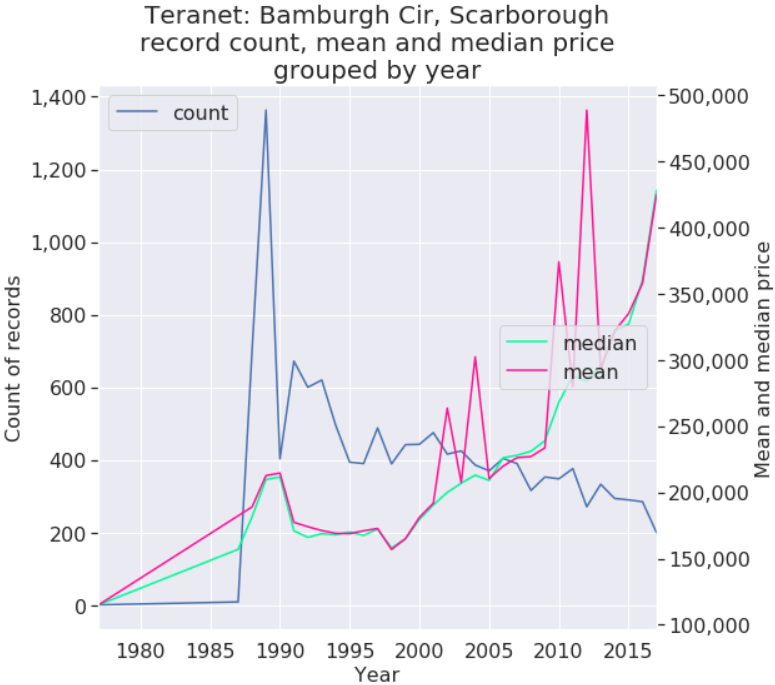 Teranet: Bamburgh Cir, Scarborough
record count, mean and median price
grouped by year
count
1,400
1,200
1,000
800
600
400
200
0
Count of records
500,000
450,000
400,000
350,000
300,000
250,000
200,000
150,000
100,000
Mean and median price
median
mean
1980 1985 1990 1995 2000 2005 2010 2015
Year